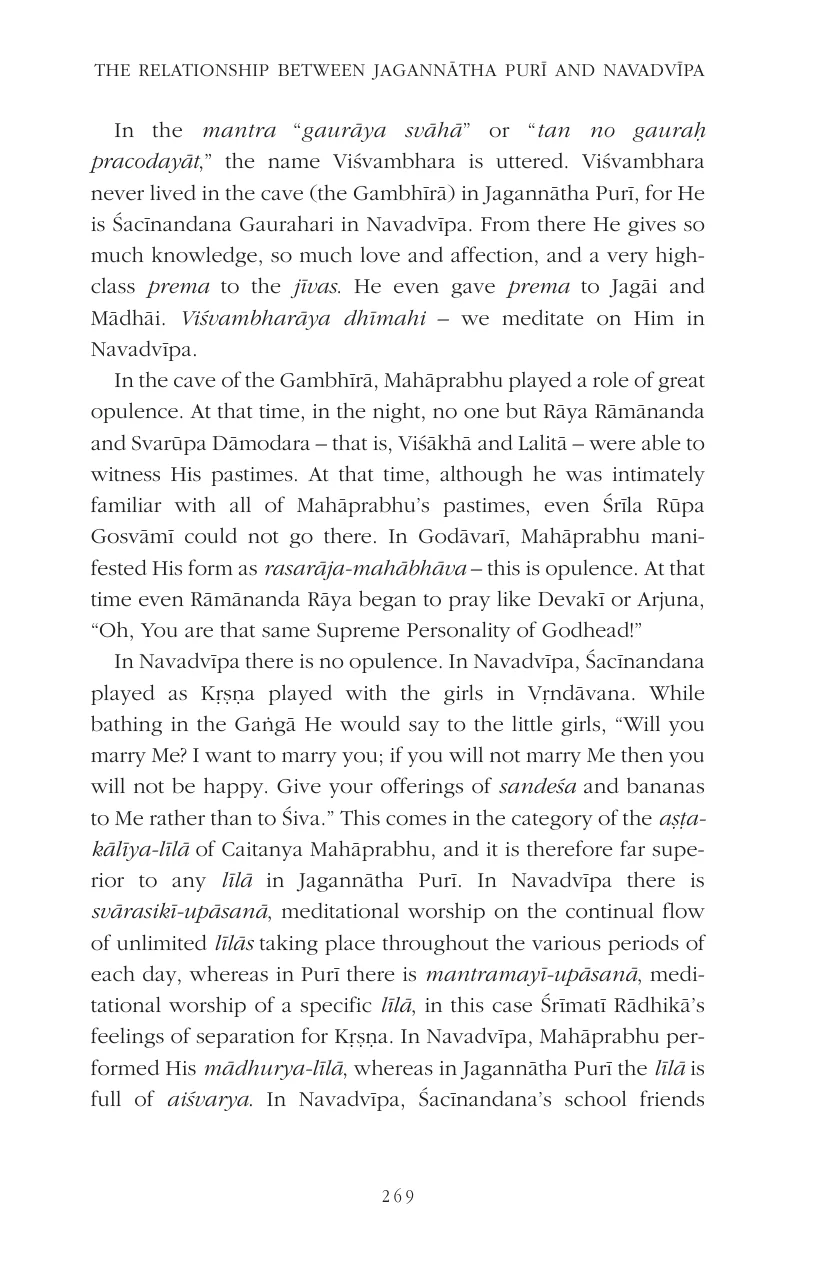 THE RELATIONSHIP BETWEEN JAGANNĀTHA PURĪ AND NAVADVĪPA
In the mantra “gaurāya svāhā” or “tan no gauraḥ
pracodayāt,” the name Viśvambhara is uttered. Viśvambhara
never lived in the cave (the Gambhīrā) in Jagannātha Purī, for He
is Śacīnandana Gaurahari in Navadvīpa. From there He gives so
much knowledge, so much love and affection, and a very high-
class prema to the jīvas. He even gave prema to Jagāi and
Mādhāi. Viśvambharāya dhīmahi – we meditate on Him in
Navadvīpa.
In the cave of the Gambhīrā, Mahāprabhu played a role of great
opulence. At that time, in the night, no one but Rāya Rāmānanda
and Svarūpa Dāmodara – that is, Viśākhā and Lalitā – were able to
witness His pastimes. At that time, although he was intimately
familiar with all of Mahāprabhu’s pastimes, even Śrīla Rūpa
Gosvāmī could not go there. In Godāvarī, Mahāprabhu mani-
fested His form as rasarāja-mahābhāva – this is opulence. At that
time even Rāmānanda Rāya began to pray like Devakī or Arjuna,
“Oh, You are that same Supreme Personality of Godhead!”
In Navadvīpa there is no opulence. In Navadvīpa, Śacīnandana
played as Kṛṣṇa played with the girls in Vṛndāvana. While
bathing in the Gaṅgā He would say to the little girls, “Will you
marry Me? I want to marry you; if you will not marry Me then you
will not be happy. Give your offerings of sandeśa and bananas
to Me rather than to Śiva.” This comes in the category of the aṣṭa-
kālīya-līlā of Caitanya Mahāprabhu, and it is therefore far supe-
rior to any līlā in Jagannātha Purī. In Navadvīpa there is
svārasikī-upāsanā, meditational worship on the continual flow
of unlimited līlās taking place throughout the various periods of
each day, whereas in Purī there is mantramayī-upāsanā, medi-
tational worship of a specific līlā, in this case Śrīmatī Rādhikā’s
feelings of separation for Kṛṣṇa. In Navadvīpa, Mahāprabhu per-
formed His mādhurya-līlā, whereas in Jagannātha Purī the līlā is
full of aiśvarya. In Navadvīpa, Śacīnandana’s school friends
269